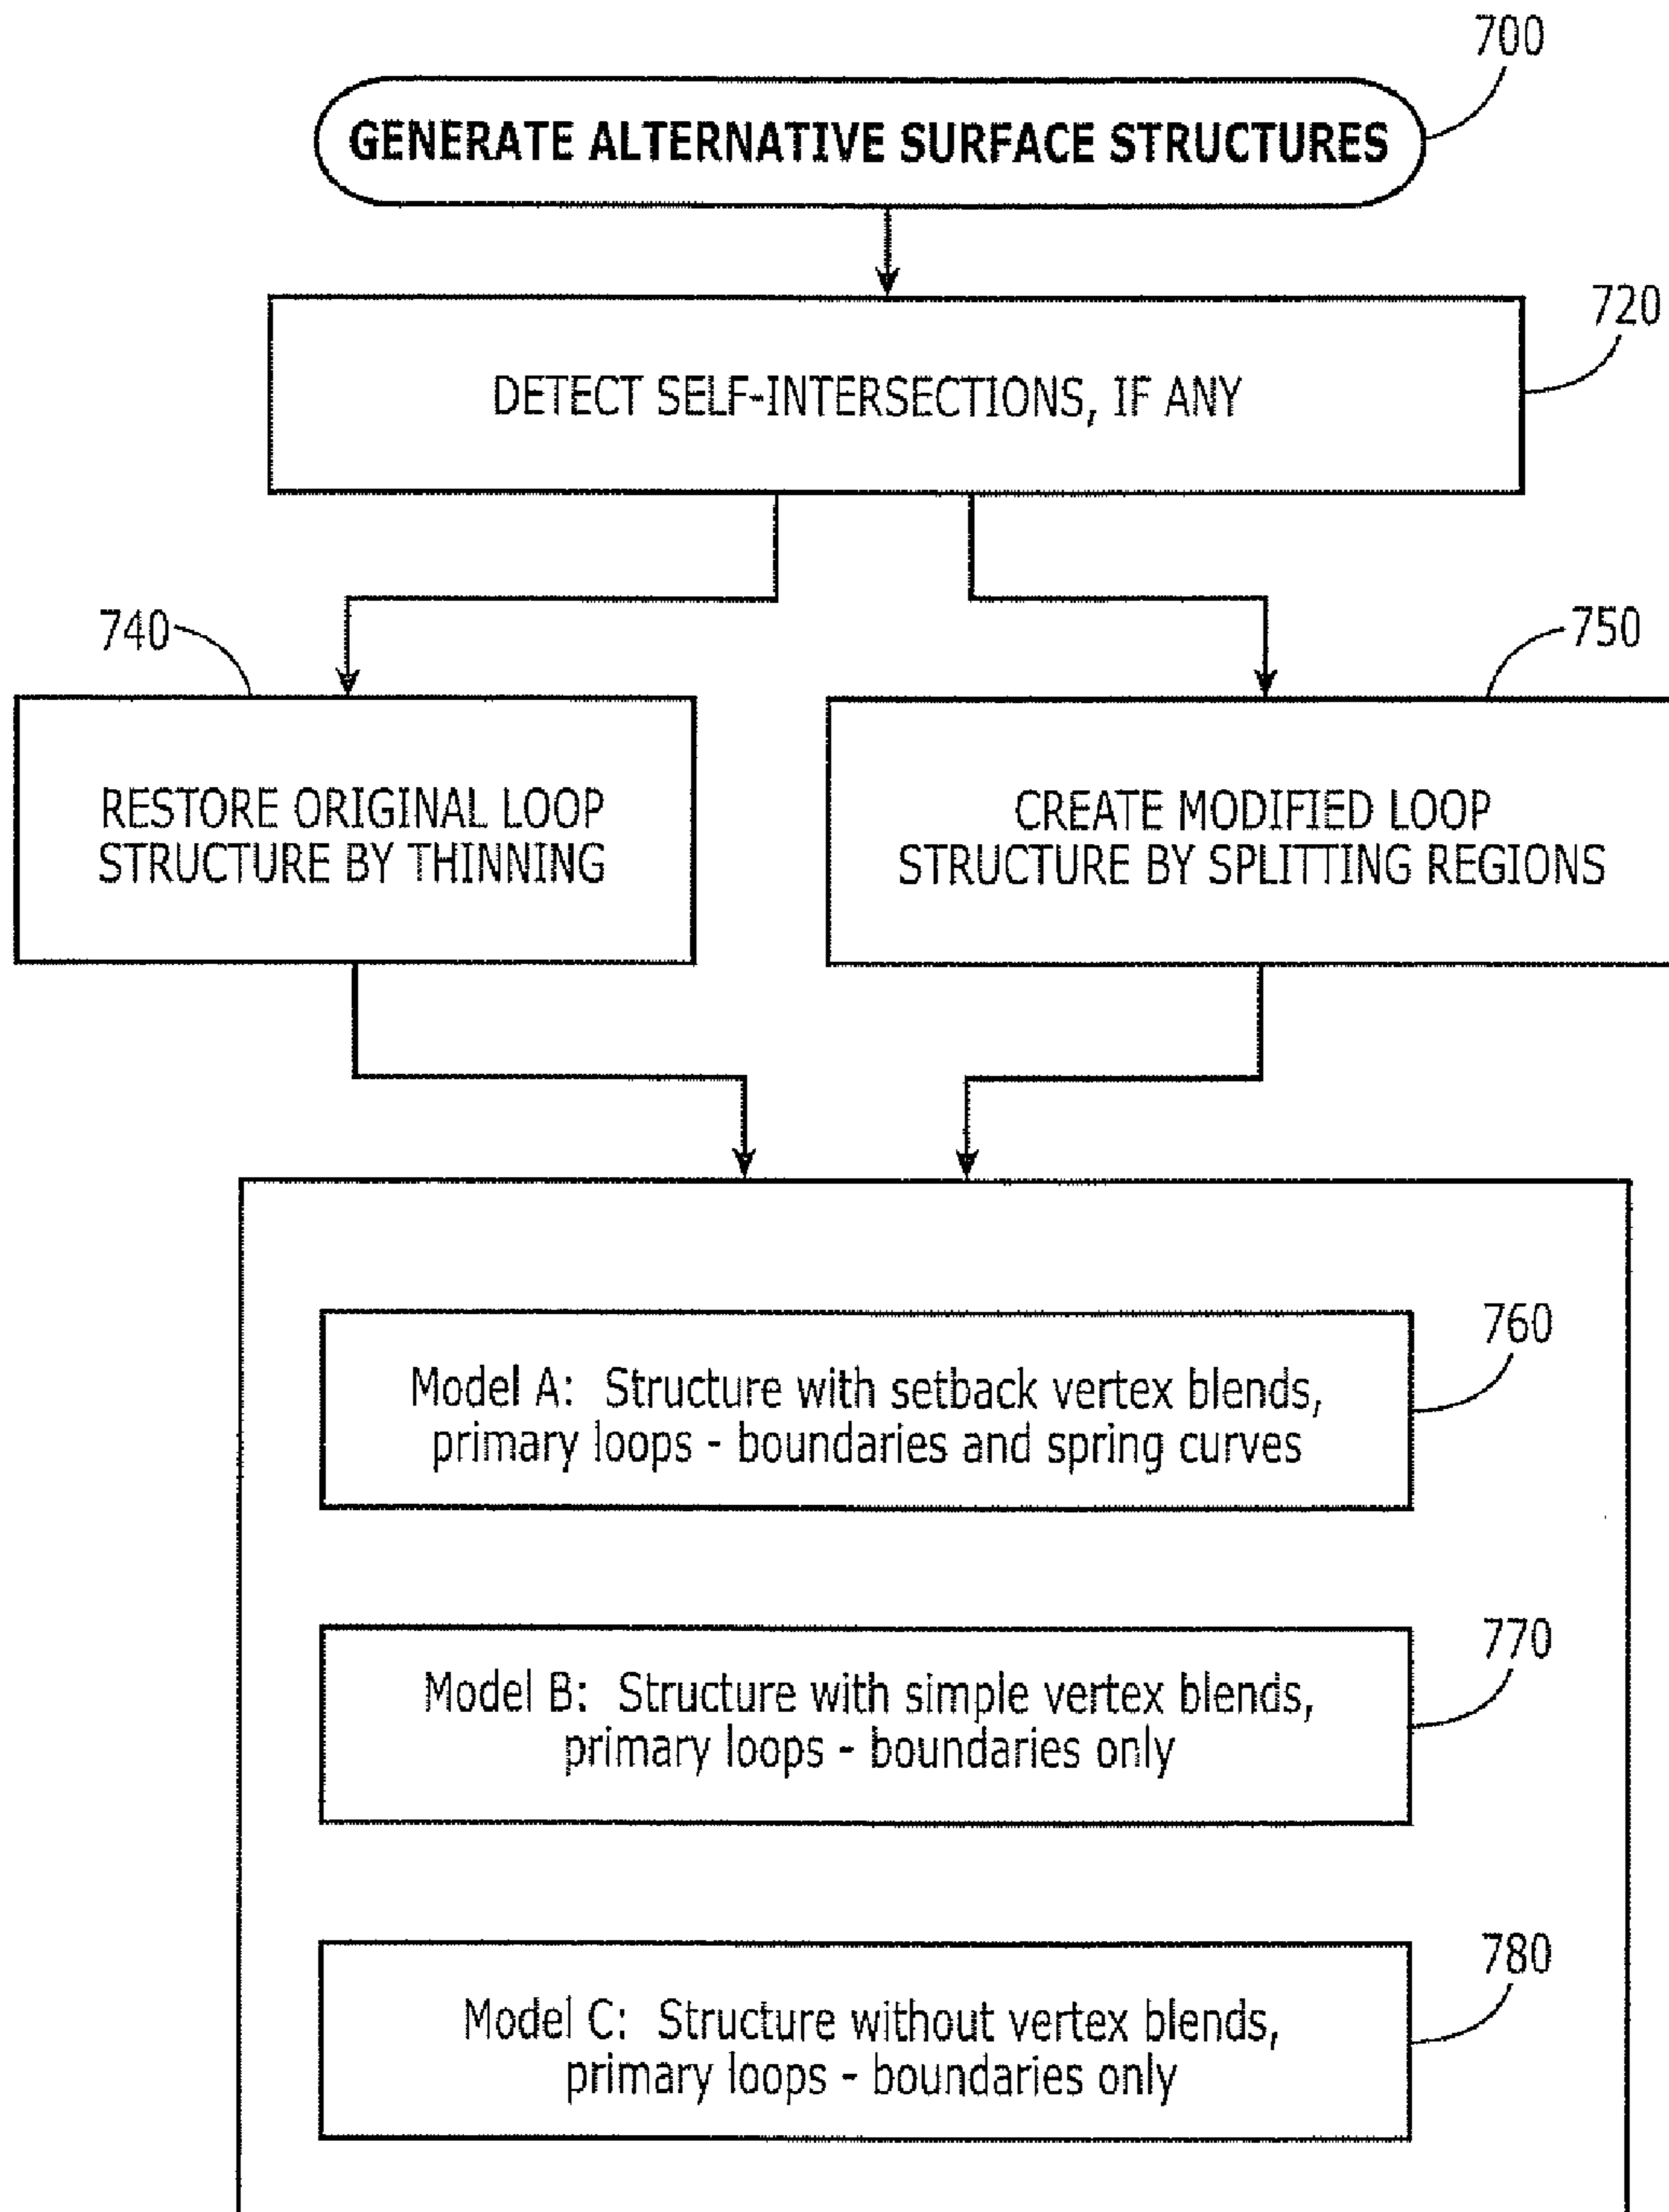 700
GENERATE ALTERNATIVE SURFACE STRUCTURES
720
DETECT SELF-INTERSECTIONS, IF ANY
740
750
RESTORE ORIGINAL LOOP
STRUCTURE BY THINNING
CREATE MODIFIED LOOP
STRUCTURE BY SPLITTING REGIONS
760
Model A: Structure with setback vertex blends,
primary loops - boundaries and spring curves
770
Model B: Structure with simple vertex blends,
primary loops - boundaries only
780
Model C: Structure without vertex blends,
primary loops - boundaries only